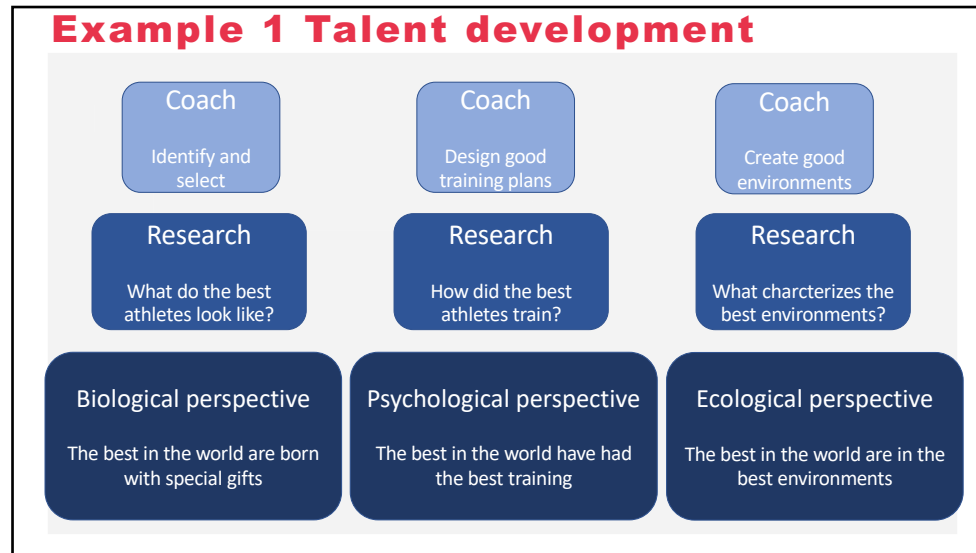 Example 1 Talent development
Coach
Identify and
select
Coach
Design good
training plans
Coach
Create good
environments
Research
What do the best
athletes look like?
Research
How did the best
athletes train?
Research
What charcterizes the
best environments?
Biological perspective
The best in the world are born
with special gifts
Psychological perspective
The best in the world have had
the best training
Ecological perspective
The best in the world are in the
best environments